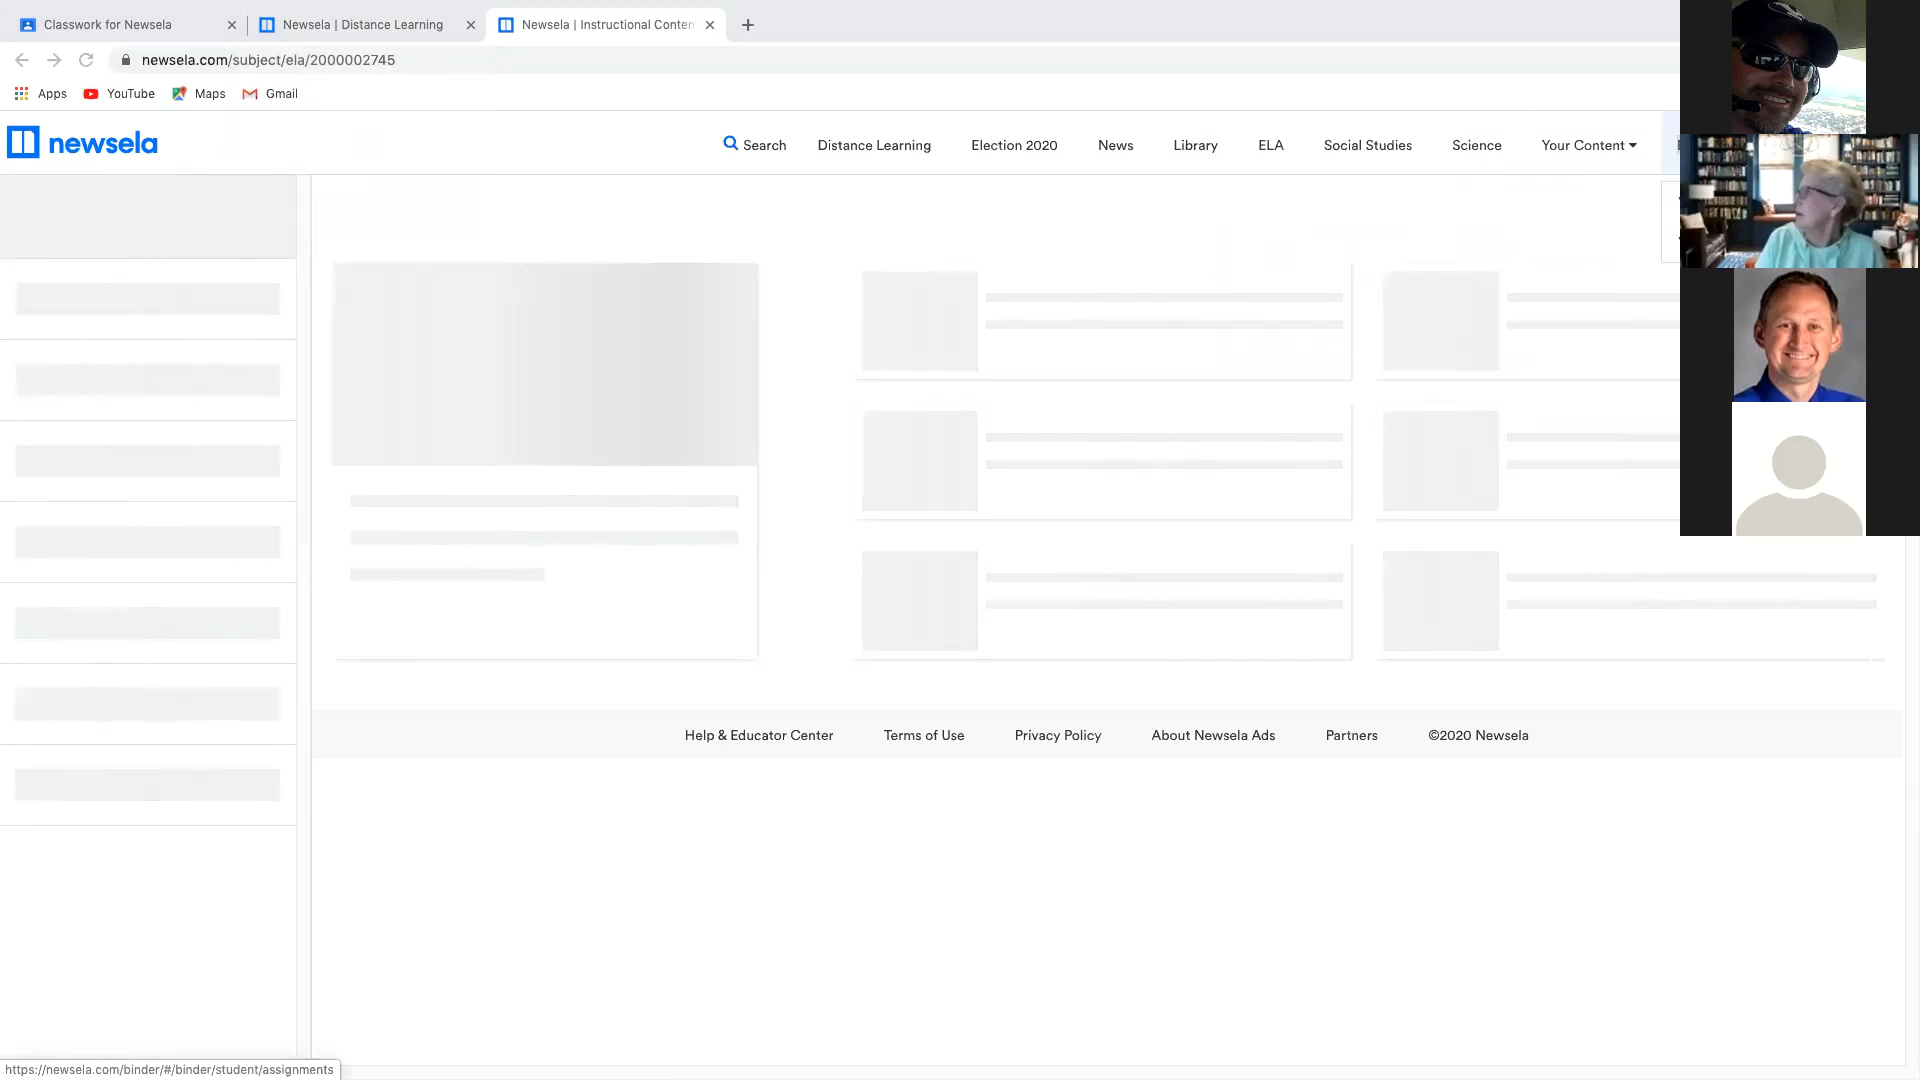 Classwork for Newsela
Newsela | Distance Learning
Newsela | Instructional Conten
newsela.com/subject/ela/2000002745
Apps
YouTube
Maps
Gmail
newsela
Search
Distance Learning
Election 2020
News
Library
ELA
Social Studies
Science
Your Content
Help & Educator Center
Terms of Use
Privacy Policy
About Newsela Ads
Partners
©2020 Newsela
https://newsela.com/binder/#/binder/student/assignments